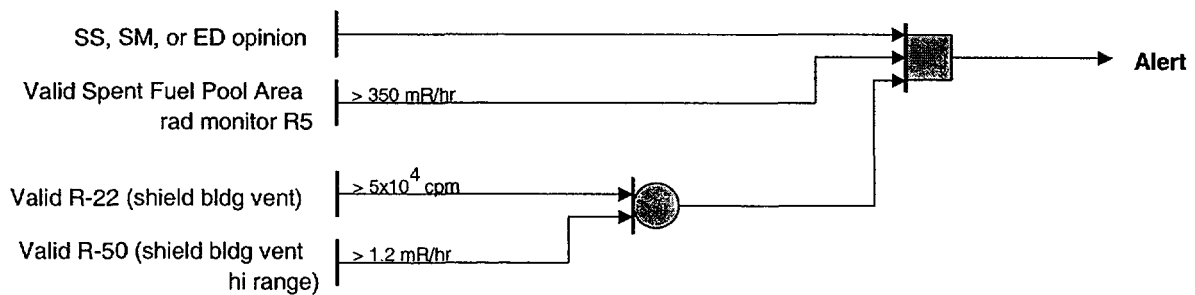 SS, SM, or ED opinion
Alert
Valid Spent Fuel Pool Area
rad monitor R5
> 350 mR/hr
Valid R-22 (shield bldg vent)
> 5x10^4 cpm
Valid R-50 (shield bldg vent
hi range)
> 1.2 mR/hr